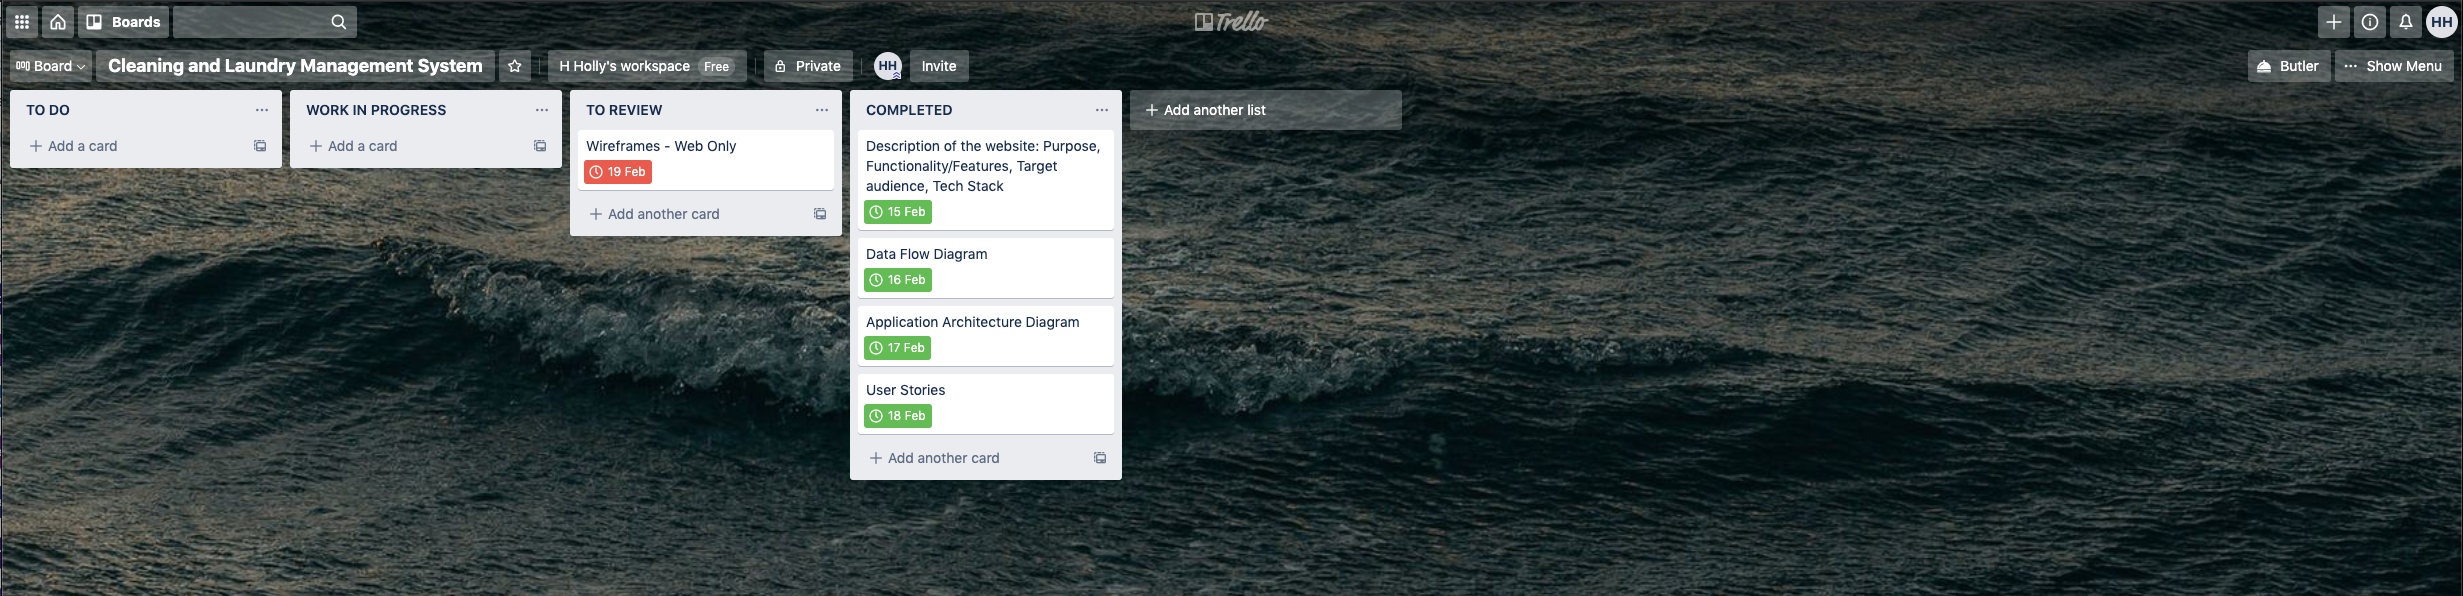 Boards
Trello
HH
Board
Cleaning and Laundry Management System
H Holly's workspace Free
Private
HH
Invite
Butler
Show Menu
TO DO
Add a card
WORK IN PROGRESS
Add a card
TO REVIEW
Wireframes - Web Only
19 Feb
Add another card
COMPLETED
Description of the website: Purpose,
Functionality/Features, Target
audience, Tech Stack
15 Feb
Data Flow Diagram
16 Feb
Application Architecture Diagram
17 Feb
User Stories
18 Feb
Add another card
Add another list